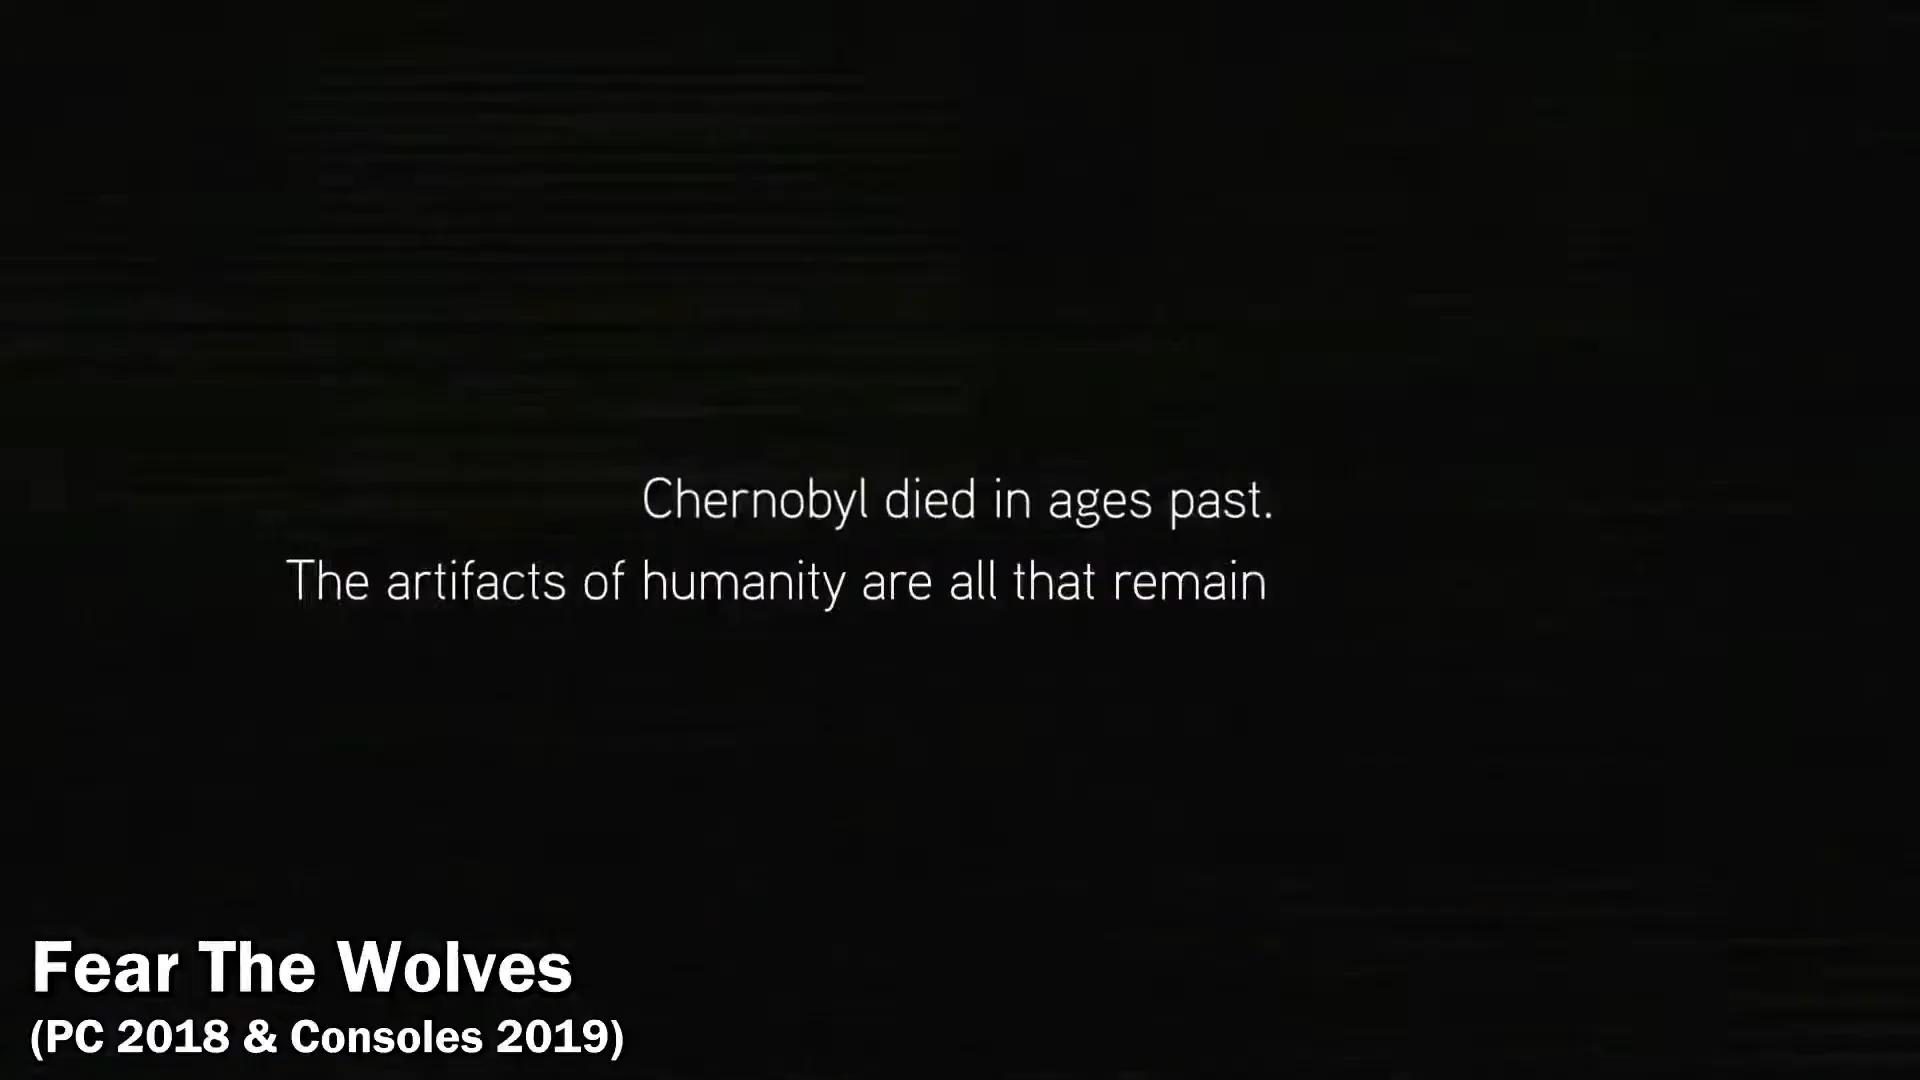 Chernobyl died in ages past.
The artifacts of humanity are all that remain
Fear The Wolves
(PC 2018 & Consoles 2019)